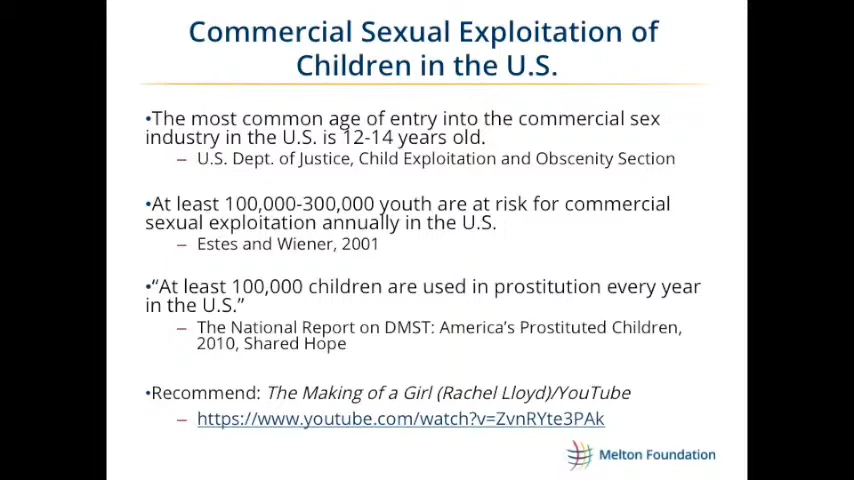 Commercial Sexual Exploitation of
Children in the U.S.
•The most common age of entry into the commercial sex
industry in the U.S. is 12-14 years old.
– U.S. Dept. of Justice, Child Exploitation and Obscenity Section
•At least 100,000-300,000 youth are at risk for commercial
sexual exploitation annually in the U.S.
– Estes and Wiener, 2001
•“At least 100,000 children are used in prostitution every year
in the U.S.”
– The National Report on DMST: America’s Prostituted Children,
2010, Shared Hope
•Recommend: The Making of a Girl (Rachel Lloyd)/YouTube
– https://www.youtube.com/watch?v=ZvnRYte3PAk
Melton Foundation